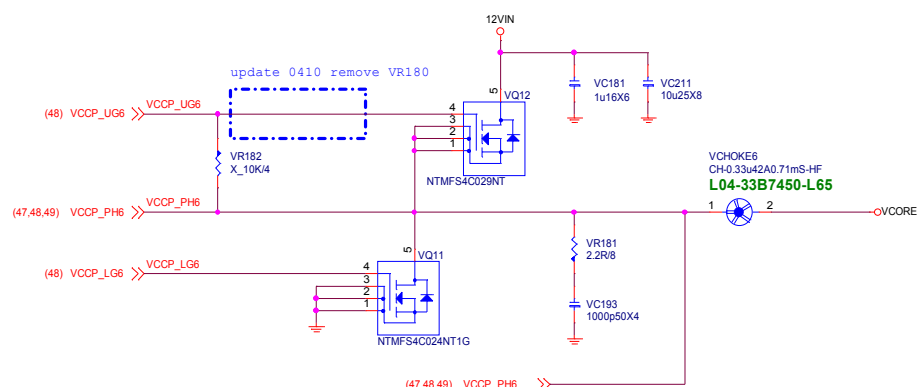 12VIN
update 0410 remove VR180
5
VQ12
VC181
1u16X6
VC211
10u25X8
(48) VCCP_UG6
VCCP_UG6
4
3
2
1
VR182
X_10K/4
NTMFS4C029NT
VCHOKE6
CH-0.33u42A0.71mS-HF
L04-33B7450-L65
(47,48,49) VCCP_PH6
VCCP_PH6
1
2
VCORE
5
VQ11
VR181
2.2R/8
(48) VCCP_LG6
VCCP_LG6
4
3
2
1
VC193
1000p50X4
NTMFS4C024NT1G
(47,48,49) VCCP_PH6